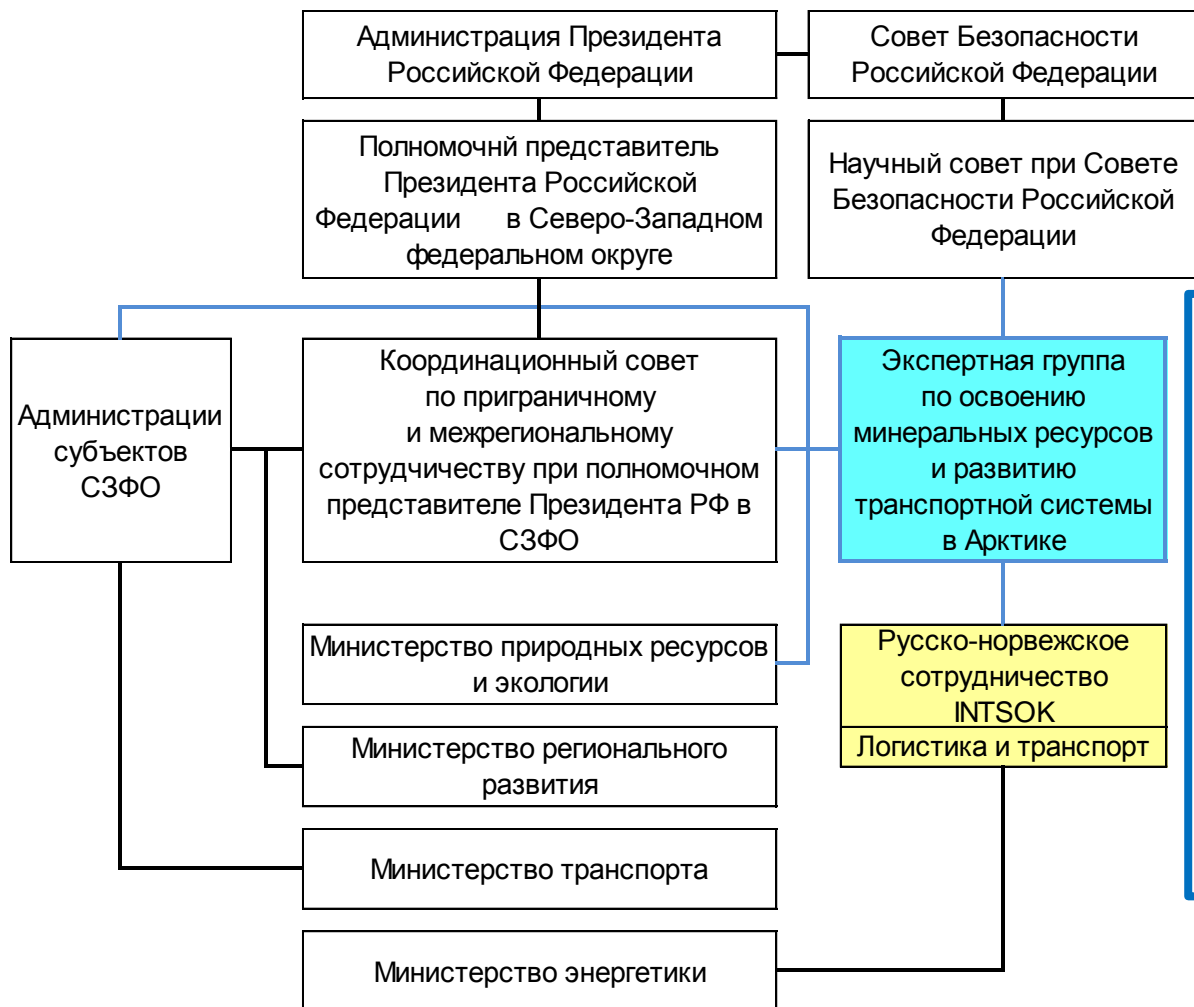 Администрация Президента
Российской Федерации
Совет Безопасности
Российской Федерации
Полномочнй представитель
Президента Российской
Федерации в Северо-Западном
федеральном округе
Научный совет при Совете
Безопасности Российской
Федерации
Администрации
субъектов
СЗФО
Координационный совет
по приграничному
и межрегиональному
сотрудчичеству при полномочном
представителе Президента РФ в
СЗФО
Экспертная группа
по освоению
минеральных ресурсов
и развитию
транспортной системы
в Арктике
Министерство природных ресурсов
и экологии
Русско-норвежское
сотрудничество
INTSOK
Логистика и транспорт
Министерство регионального
развития
Министерство транспорта
Министерство энергетики